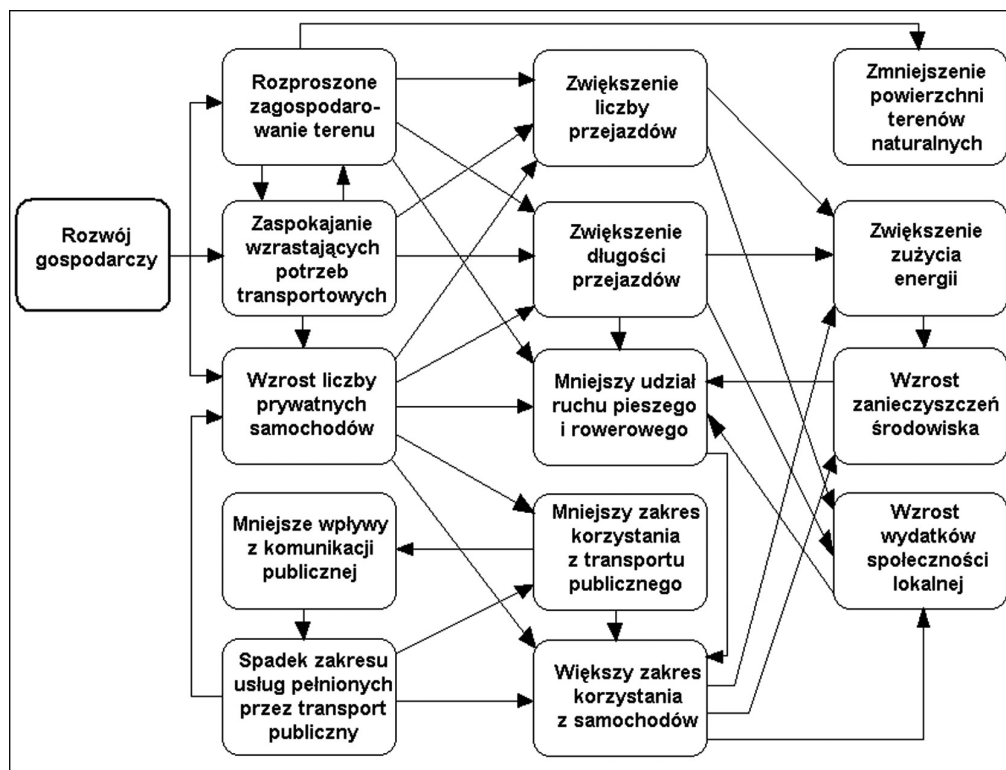 Rozwój
gospodarczy
Rozproszone
zagospodaro-
wanie terenu
Zaspokajanie
wzrastających
potrzeb
transportowych
Wzrost liczby
prywatnych
samochodów
Mniejsze wpływy
z komunikacji
publicznej
Spadek zakresu
usług pełnionych
przez transport
publiczny
Zwiększenie
liczby
przejazdów
Zwiększenie
długości
przejazdów
Mniejszy udział
ruchu pieszego
i rowerowego
Mniejszy zakres
korzystania
z transportu
publicznego
Większy zakres
korzystania
z samochodów
Zmniejszenie
powierzchni
terenów
naturalnych
Zwiększenie
zużycia
energii
Wzrost
zanieczyszczeń
środowiska
Wzrost
wydatków
społeczności
lokalnej